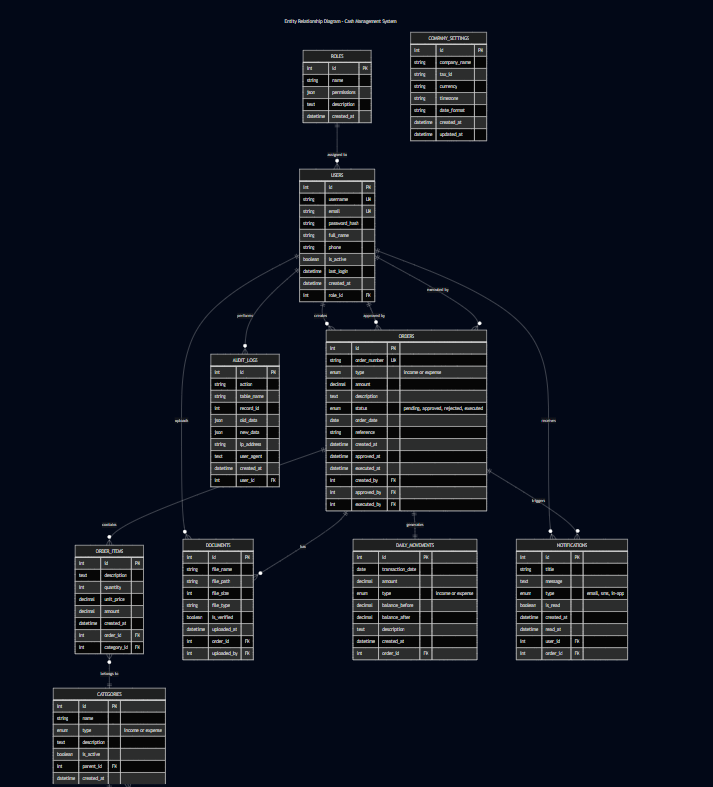 Entity Relationship Diagram - Cash Management System
COMPANY_SETTINGS
int id PK
string company_name
string tax_id
string currency
string timezone
string date_format
datetime created_at
datetime updated_at
ROLES
int id PK
string name
json permissions
text description
datetime created_at
assigned to
USERS
int id PK
string username UK
string email UK
string password_hash
string full_name
string phone
boolean is_active
datetime last_login
datetime created_at
int role_id FK
performs
creates
approved by
executed by
uploads
receives
ORDERS
int id PK
string order_number UK
enum type income or expense
decimal amount
text description
enum status pending, approved, rejected, executed
date order_date
string reference
datetime created_at
datetime approved_at
datetime executed_at
int created_by FK
int approved_by FK
int executed_by FK
AUDIT_LOGS
int id PK
string action
string table_name
int record_id
json old_data
json new_data
string ip_address
text user_agent
datetime created_at
int user_id FK
contains
has
generates
triggers
ORDER_ITEMS
int id PK
text description
int quantity
decimal unit_price
decimal amount
datetime created_at
int order_id FK
int category_id FK
DOCUMENTS
int id PK
string file_name
string file_path
int file_size
string file_type
boolean is_verified
datetime uploaded_at
int order_id FK
int uploaded_by FK
DAILY_MOVEMENTS
int id PK
date transaction_date
decimal amount
enum type income or expense
decimal balance_before
decimal balance_after
text description
datetime created_at
int order_id FK
NOTIFICATIONS
int id PK
string title
text message
enum type email, sms, in-app
boolean is_read
datetime created_at
datetime read_at
int user_id FK
int order_id FK
belongs to
CATEGORIES
int id PK
string name
enum type income or expense
text description
boolean is_active
int parent_id FK
datetime created_at